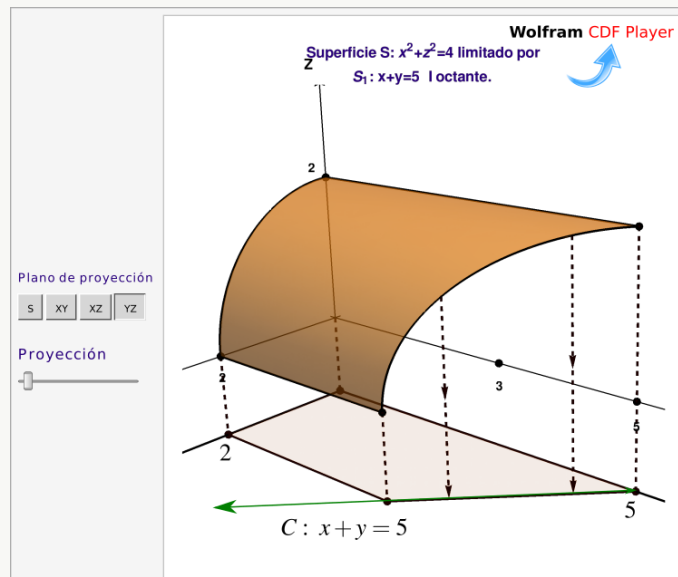 Wolfram CDF Player
Superficie S: x²+z²=4 limitado por
S₁: x+y=5 I octante.
Z
2
Plano de proyección
S XY XZ YZ
Proyección
2
3
5
2
5
C : x+y = 5